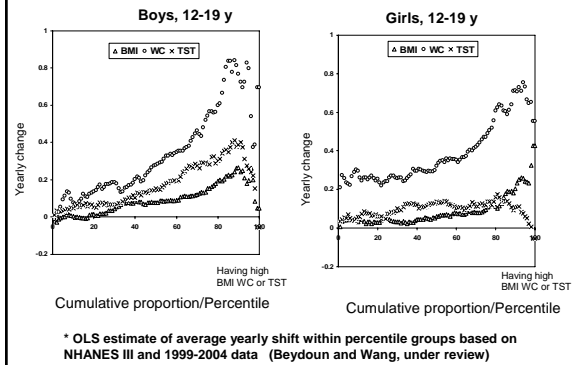 Boys, 12-19 y
BMI WC TST
1
0.8
0.6
0.4
0.2
0
-0.2
0 20 40 60 80 100
Yearly change
Having high
BMI WC or TST
Cumulative proportion/Percentile
Girls, 12-19 y
BMI WC TST
1
0.8
0.6
0.4
0.2
0
-0.2
0 20 40 60 80 100
Yearly change
Having high
BMI WC or TST
Cumulative proportion/Percentile
* OLS estimate of average yearly shift within percentile groups based on
NHANES III and 1999-2004 data (Beydoun and Wang, under review)